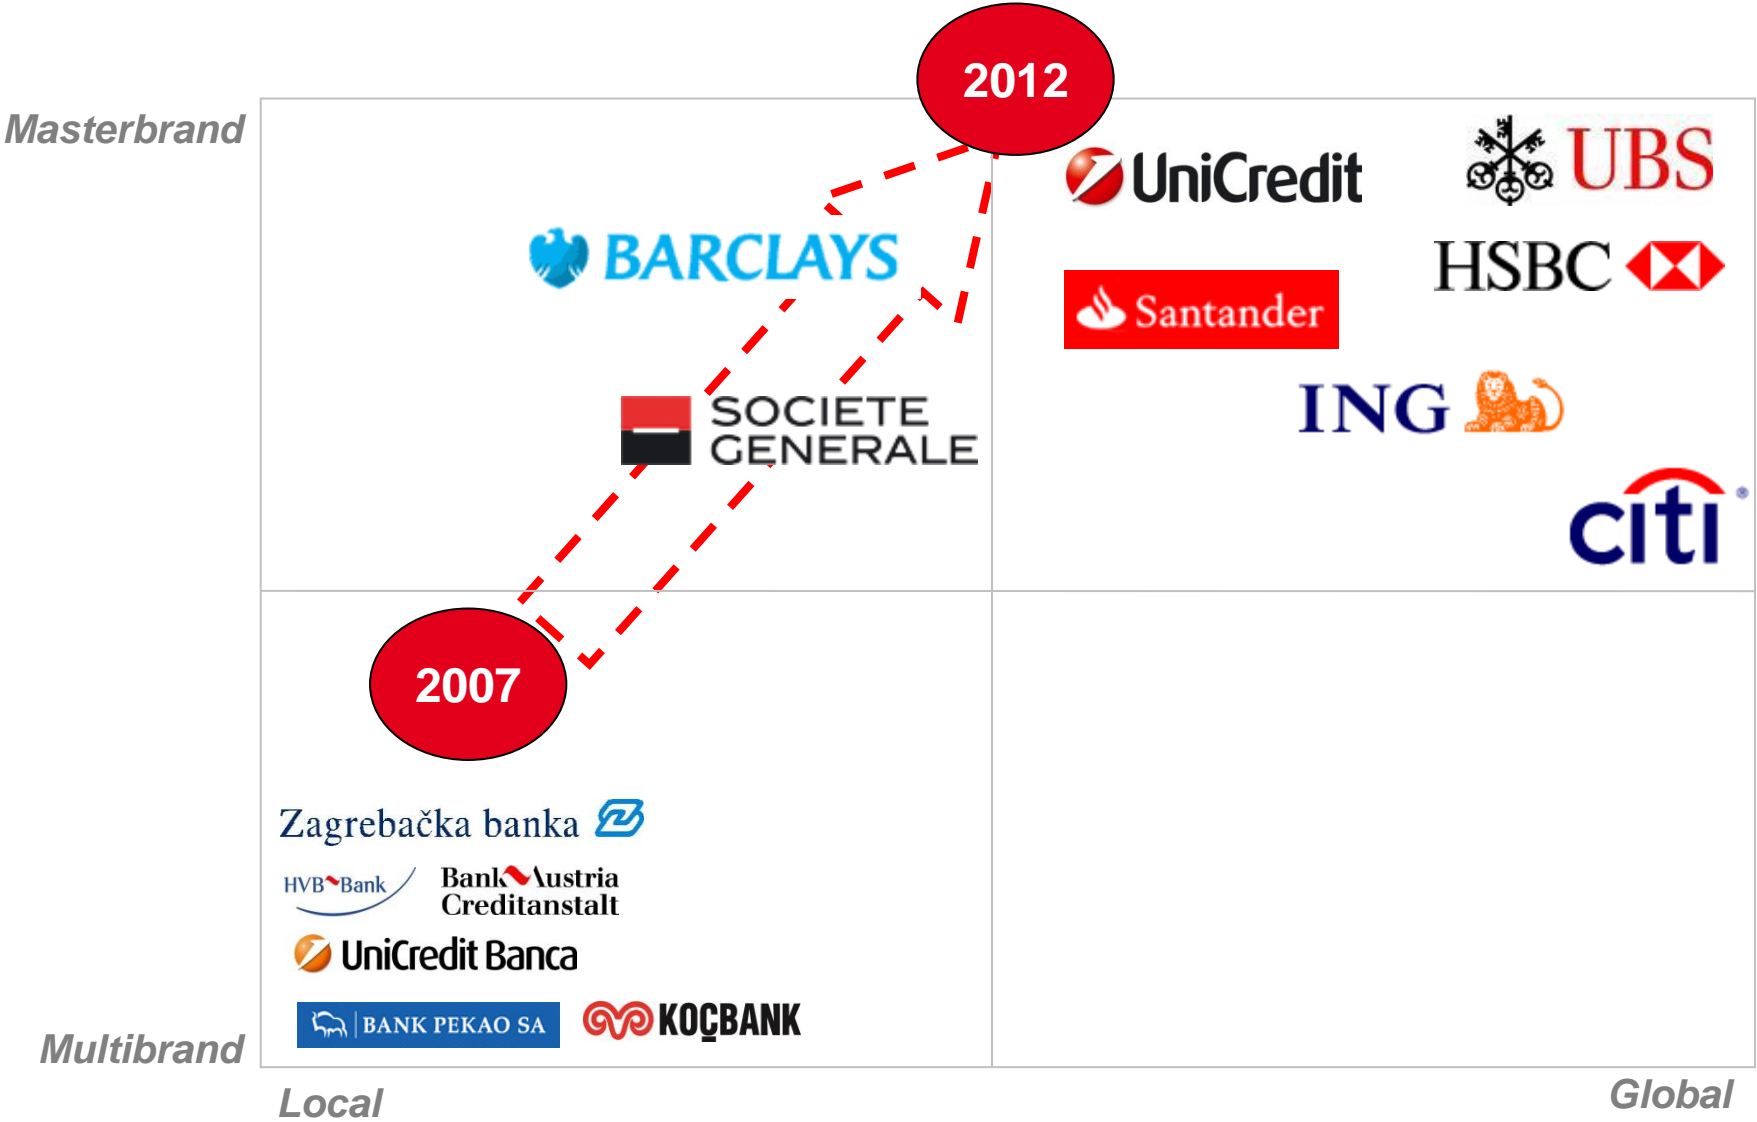 2012
Masterbrand
UniCredit
UBS
BARCLAYS
HSBC
Santander
ING
SOCIETE
GENERALE
citi®
2007
Zagrebačka banka
HVB Bank
Bank Austria
Creditanstalt
UniCredit Banca
BANK PEKAO SA
KOÇBANK
Multibrand
Local
Global